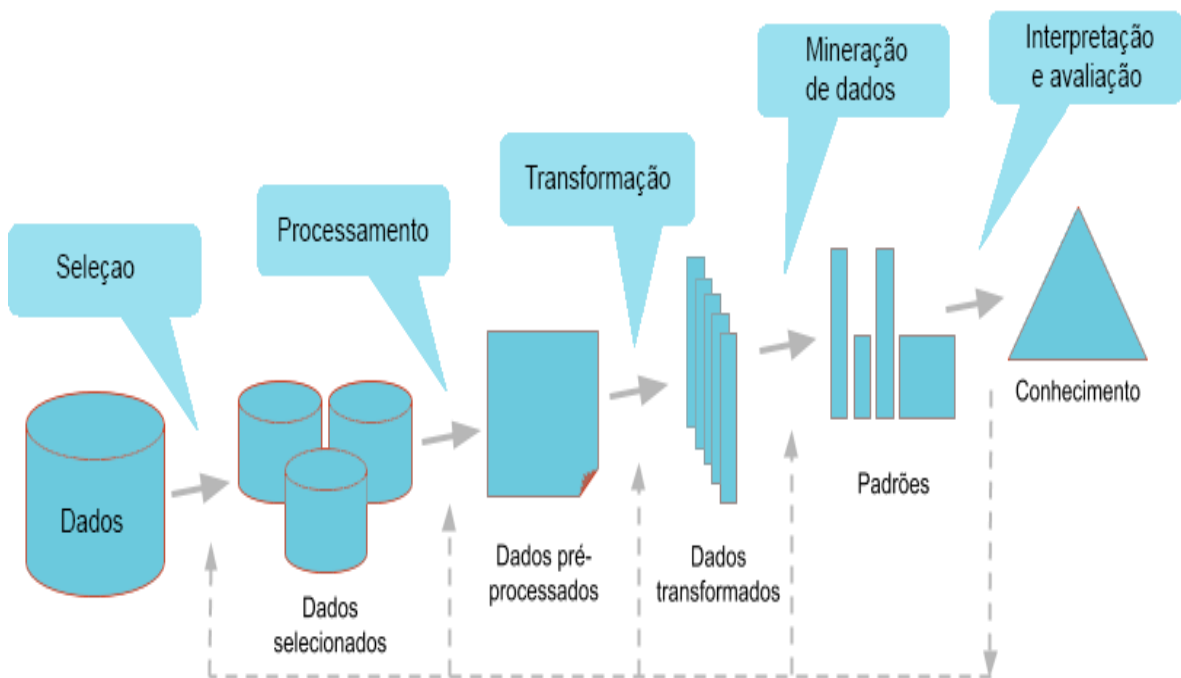 Seleçao
Processamento
Transformação
Mineração
de dados
Interpretação
e avaliação
Dados
Dados
selecionados
Dados pré-
processados
Dados
transformados
Padrões
Conhecimento